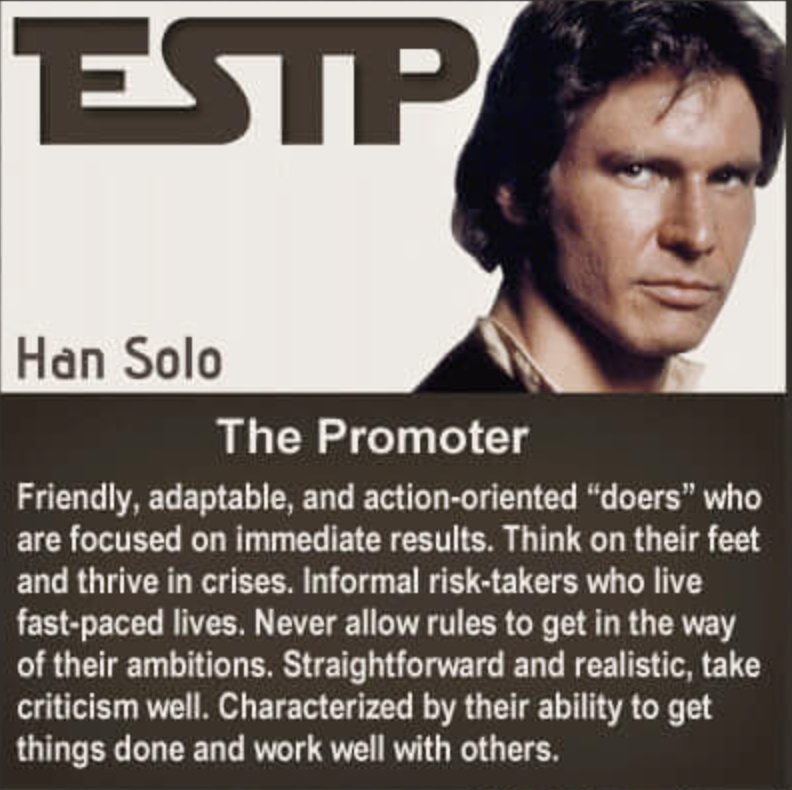 ESTP
Han Solo
The Promoter
Friendly, adaptable, and action-oriented “doers” who
are focused on immediate results. Think on their feet
and thrive in crises. Informal risk-takers who live
fast-paced lives. Never allow rules to get in the way
of their ambitions. Straightforward and realistic, take
criticism well. Characterized by their ability to get
things done and work well with others.